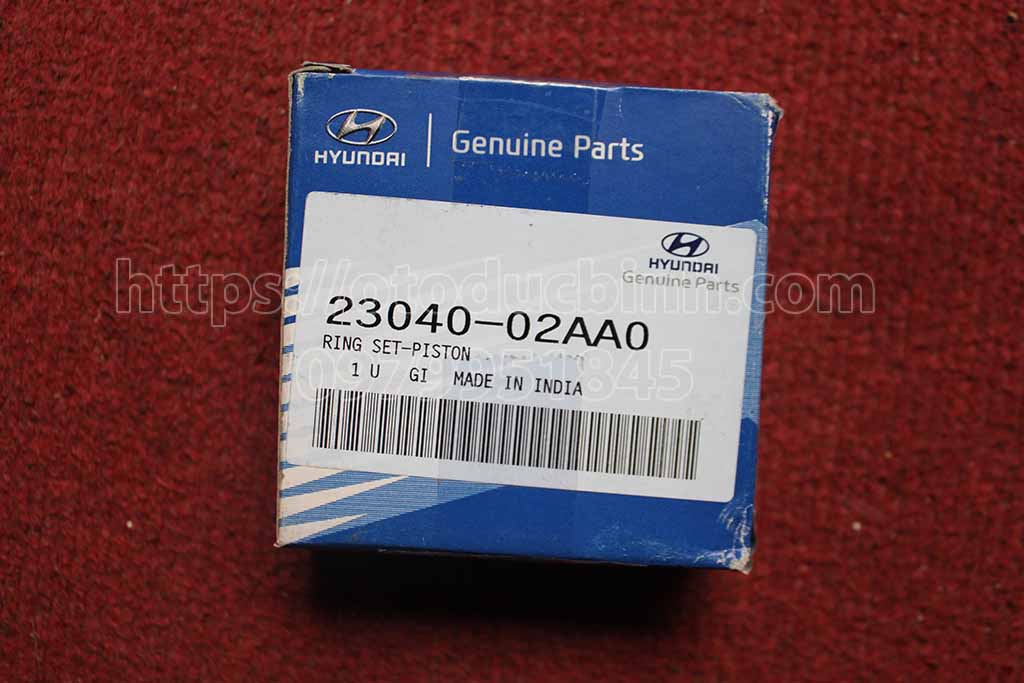 HYUNDAI
Genuine Parts
HYUNDAI
Genuine Parts
https://otoducbinh.com
23040-02AA0
RING SET-PISTON
1 U GI MADE IN INDIA